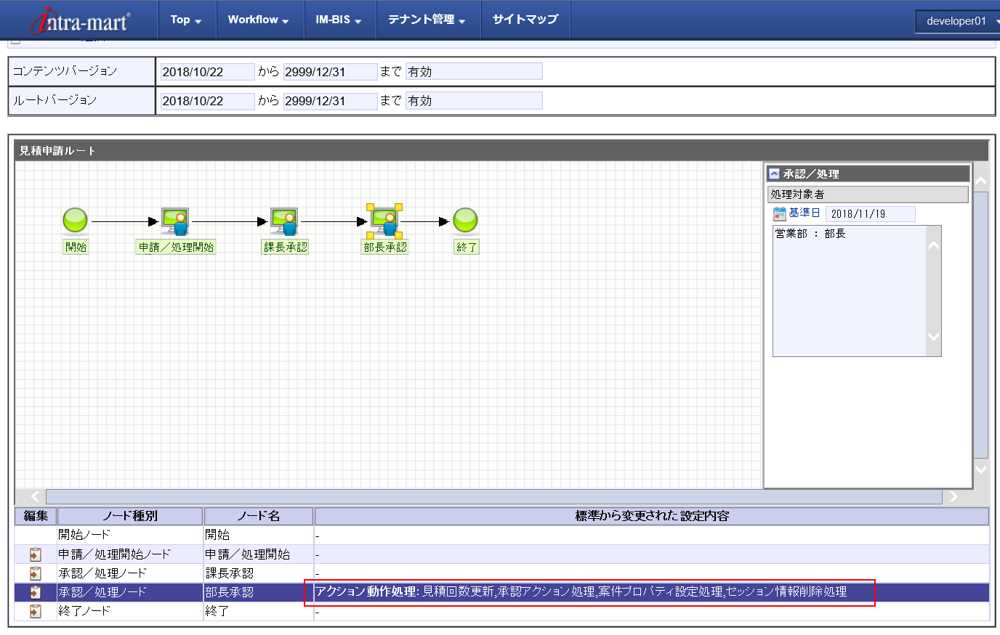 intra-mart®
Top
Workflow
IM-BIS
テナント管理
サイトマップ
developer01
コンテンツバージョン 2018/10/22 から 2999/12/31 まで 有効
ルートバージョン 2018/10/22 から 2999/12/31 まで 有効
見積申請ルート
開始
申請／処理開始
課長承認
部長承認
終了
承認／処理
処理対象者
基準日 2018/11/19
営業部 : 部長
編集 ノード種別 ノード名 標準から変更された設定内容
開始ノード 開始 -
申請／処理開始ノード 申請／処理開始 -
承認／処理ノード 課長承認 -
承認／処理ノード 部長承認 アクション動作処理: 見積回数更新,承認アクション処理,案件プロパティ設定処理,セッション情報削除処理
終了ノード 終了 -